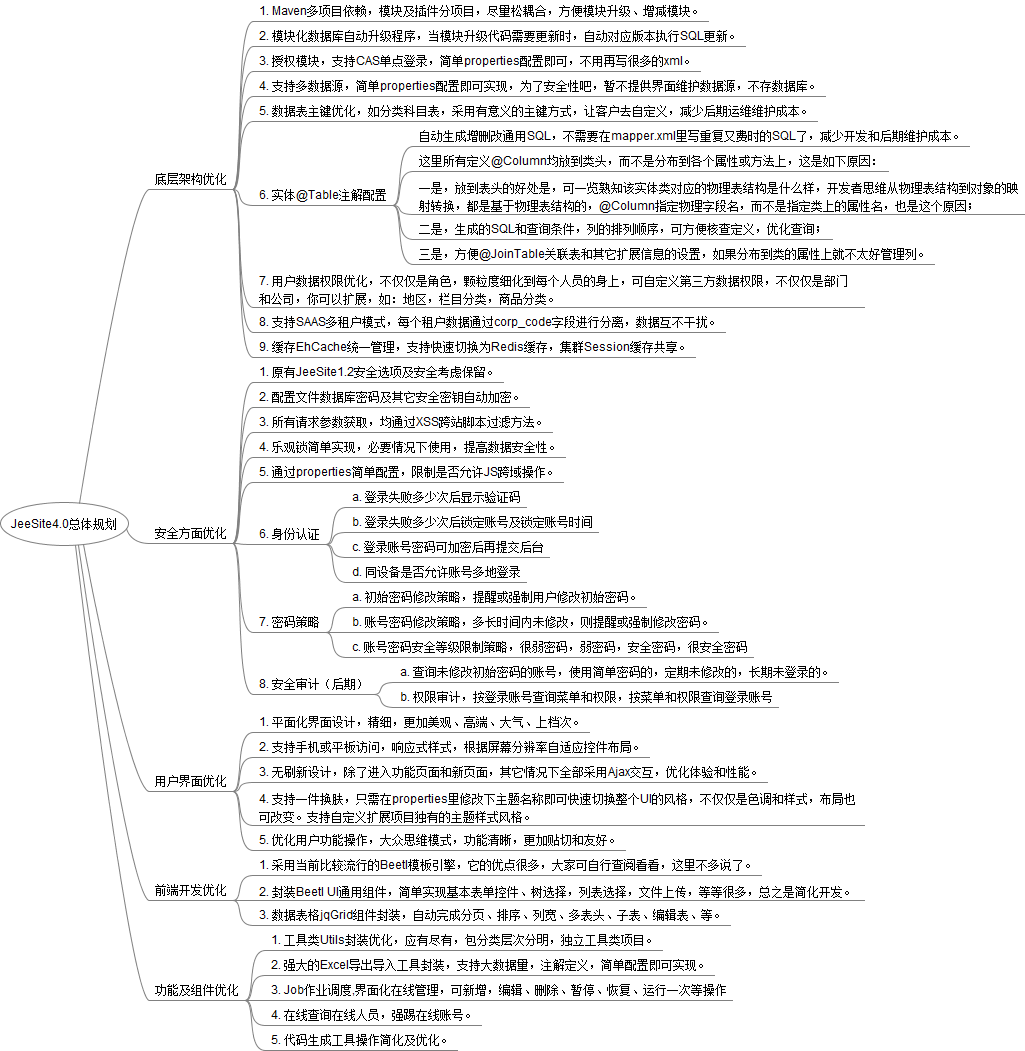 JeeSite4.0总体规划
底层架构优化
1. Maven多项目依赖，模块及插件分项目，尽量松耦合，方便模块升级、增减模块。
2. 模块化数据库自动升级程序，当模块升级代码需要更新时，自动对应版本执行SQL更新。
3. 授权模块，支持CAS单点登录，简单properties配置即可，不用再写很多的xml。
4. 支持多数据源，简单properties配置即可实现，为了安全性吧，暂不提供界面维护数据源，不存数据库。
5. 数据表主键优化，如分类科目表，采用有意义的主键方式，让客户去自定义，减少后期运维维护成本。
6. 实体@Table注解配置
自动生成增删改通用SQL，不需要在mapper.xml里写重复又费时的SQL了，减少开发和后期维护成本。
这里所有定义@Column均放到类头，而不是分布到各个属性或方法上，这是如下原因：
一是，放到表头的好处是，可一览熟知该实体类对应的物理表结构是什么样，开发者思维从物理表结构到对象的映
射转换，都是基于物理表结构的，@Column指定物理字段名，而不是指定类上的属性名，也是这个原因；
二是，生成的SQL和查询条件，列的排列顺序，可方便核查定义，优化查询；
三是，方便@JoinTable关联表和其它扩展信息的设置，如果分布到类的属性上就不太好管理列。
7. 用户数据权限优化，不仅仅是角色，颗粒度细化到每个人员的身上，可自定义第三方数据权限，不仅仅是部门
和公司，你可以扩展，如：地区，栏目分类，商品分类。
8. 支持SAAS多租户模式，每个租户数据通过corp_code字段进行分离，数据互不干扰。
9. 缓存EhCache统一管理，支持快速切换为Redis缓存，集群Session缓存共享。
安全方面优化
1. 原有JeeSite1.2安全选项及安全考虑保留。
2. 配置文件数据库密码及其它安全密钥自动加密。
3. 所有请求参数获取，均通过XSS跨站脚本过滤方法。
4. 乐观锁简单实现，必要情况下使用，提高数据安全性。
5. 通过properties简单配置，限制是否允许JS跨域操作。
6. 身份认证
a. 登录失败多少次后显示验证码
b. 登录失败多少次后锁定账号及锁定账号时间
c. 登录账号密码可加密后再提交后台
d. 同设备是否允许账号多地登录
7. 密码策略
a. 初始密码修改策略，提醒或强制用户修改初始密码。
b. 账号密码修改策略，多长时间内未修改，则提醒或强制修改密码。
c. 账号密码安全等级限制策略，很弱密码，弱密码，安全密码，很安全密码
8. 安全审计（后期）
a. 查询未修改初始密码的账号，使用简单密码的，定期未修改的，长期未登录的。
b. 权限审计，按登录账号查询菜单和权限，按菜单和权限查询登录账号
用户界面优化
1. 平面化界面设计，精细，更加美观、高端、大气、上档次。
2. 支持手机或平板访问，响应式样式，根据屏幕分辨率自适应控件布局。
3. 无刷新设计，除了进入功能页面和新页面，其它情况下全部采用Ajax交互，优化体验和性能。
4. 支持一件换肤，只需在properties里修改下主题名称即可快速切换整个UI的风格，不仅仅是色调和样式，布局也
可改变。支持自定义扩展项目独有的主题样式风格。
5. 优化用户功能操作，大众思维模式，功能清晰，更加贴切和友好。
前端开发优化
1. 采用当前比较流行的Beetl模板引擎，它的优点很多，大家可自行查阅看看，这里不多说了。
2. 封装Beetl UI通用组件，简单实现基本表单控件、树选择，列表选择，文件上传，等等很多，总之是简化开发。
3. 数据表格jqGrid组件封装，自动完成分页、排序、列宽、多表头、子表、编辑表、等。
功能及组件优化
1. 工具类Utils封装优化，应有尽有，包分类层次分明，独立工具类项目。
2. 强大的Excel导出导入工具封装，支持大数据量，注解定义，简单配置即可实现。
3. Job作业调度,界面化在线管理，可新增，编辑、删除、暂停、恢复、运行一次等操作
4. 在线查询在线人员，强踢在线账号。
5. 代码生成工具操作简化及优化。